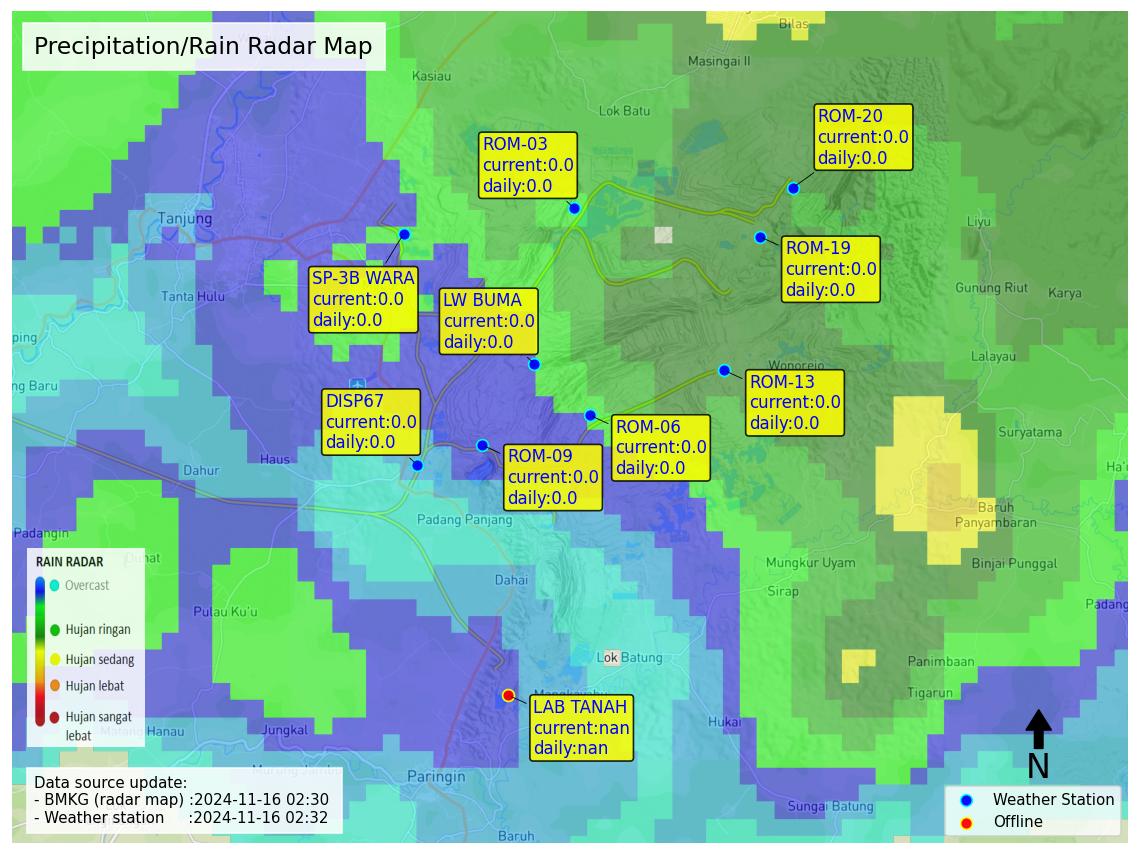 Precipitation/Rain Radar Map
Bilas
Masingai II
Kasiau
Lok Batu
ROM-20
current:0.0
daily:0.0
ROM-03
current:0.0
daily:0.0
Tanjung
Liyu
ROM-19
current:0.0
daily:0.0
SP-3B WARA
current:0.0
daily:0.0
LW BUMA
current:0.0
daily:0.0
Tanta Hulu
Gunung Riut
Karya
ping
Lalayau
Wonorejo
ng Baru
ROM-13
current:0.0
daily:0.0
DISP67
current:0.0
daily:0.0
ROM-06
current:0.0
daily:0.0
Suryatama
ROM-09
current:0.0
daily:0.0
Haus
Dahur
Ha'u
Padang Panjang
Baruh
Panyambaran
Padangin
Mungkur Uyam
Binjai Punggal
Dahai
Sirap
Padang
Pulau Ku'u
RAIN RADAR
Overcast
Hujan ringan
Hujan sedang
Hujan lebat
Hujan sangat
lebat
Lok Batung
Panimbaan
Tigarun
LAB TANAH
current:nan
daily:nan
Hukai
Jungkal
Paringin
Sungai Batung
Baruh
N
Data source update:
- BMKG (radar map) :2024-11-16 02:30
- Weather station :2024-11-16 02:32
Weather Station
Offline